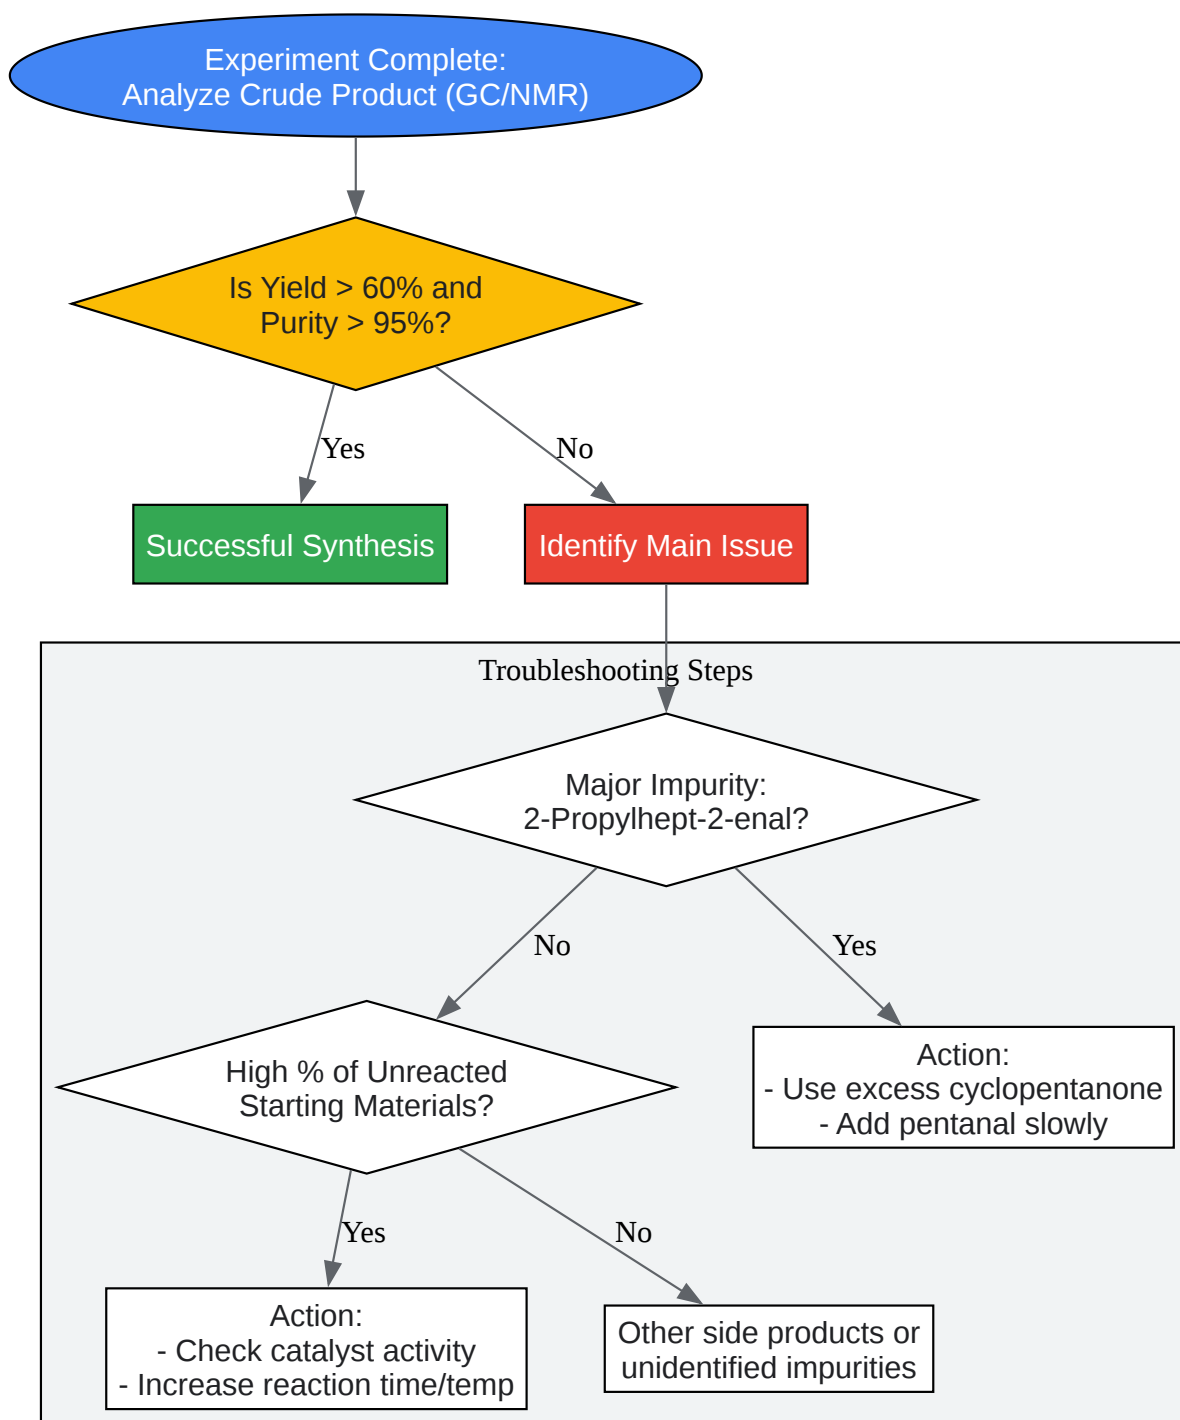 Experiment Complete:
Analyze Crude Product (GC/NMR)
Is Yield > 60% and
Purity > 95%?
Yes
No
Successful Synthesis
Identify Main Issue
Troubleshooting Steps
Major Impurity:
2-Propylhept-2-enal?
No
Yes
High % of Unreacted
Starting Materials?
Action:
- Use excess cyclopentanone
- Add pentanal slowly
Yes
No
Action:
- Check catalyst activity
- Increase reaction time/temp
Other side products or
unidentified impurities